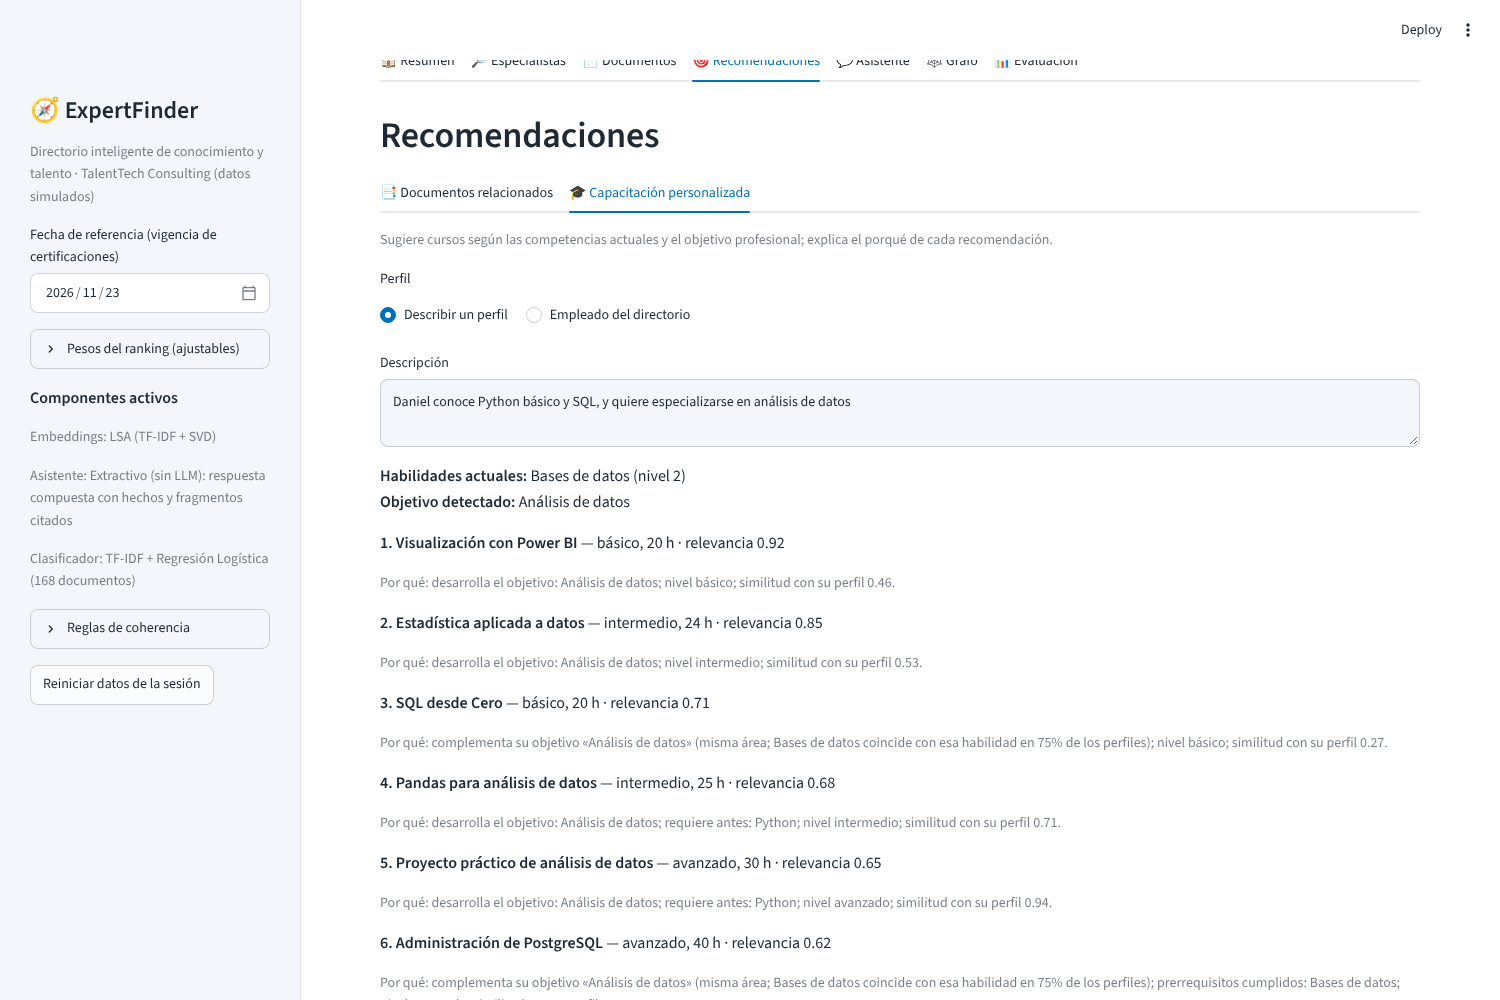 Deploy
Resumen Especialistas Documentos Recomendaciones Asistente Grafo Evaluación
ExpertFinder
Directorio inteligente de conocimiento y
talento · TalentTech Consulting (datos
simulados)
Fecha de referencia (vigencia de
certificaciones)
2026 / 11 / 23
Pesos del ranking (ajustables)
Componentes activos
Embeddings: LSA (TF-IDF + SVD)
Asistente: Extractivo (sin LLM): respuesta
compuesta con hechos y fragmentos
citados
Clasificador: TF-IDF + Regresión Logística
(168 documentos)
Reglas de coherencia
Reiniciar datos de la sesión
Recomendaciones
Documentos relacionados Capacitación personalizada
Sugiere cursos según las competencias actuales y el objetivo profesional; explica el porqué de cada recomendación.
Perfil
Describir un perfil Empleado del directorio
Descripción
Daniel conoce Python básico y SQL, y quiere especializarse en análisis de datos
Habilidades actuales: Bases de datos (nivel 2)
Objetivo detectado: Análisis de datos
1. Visualización con Power BI — básico, 20 h · relevancia 0.92
Por qué: desarrolla el objetivo: Análisis de datos; nivel básico; similitud con su perfil 0.46.
2. Estadística aplicada a datos — intermedio, 24 h · relevancia 0.85
Por qué: desarrolla el objetivo: Análisis de datos; nivel intermedio; similitud con su perfil 0.53.
3. SQL desde Cero — básico, 20 h · relevancia 0.71
Por qué: complementa su objetivo «Análisis de datos» (misma área; Bases de datos coincide con esa habilidad en 75% de los perfiles); nivel básico; similitud con su perfil 0.27.
4. Pandas para análisis de datos — intermedio, 25 h · relevancia 0.68
Por qué: desarrolla el objetivo: Análisis de datos; requiere antes: Python; nivel intermedio; similitud con su perfil 0.71.
5. Proyecto práctico de análisis de datos — avanzado, 30 h · relevancia 0.65
Por qué: desarrolla el objetivo: Análisis de datos; requiere antes: Python; nivel avanzado; similitud con su perfil 0.94.
6. Administración de PostgreSQL — avanzado, 40 h · relevancia 0.62
Por qué: complementa su objetivo «Análisis de datos» (misma área; Bases de datos coincide con esa habilidad en 75% de los perfiles); prerrequisitos cumplidos: Bases de datos;